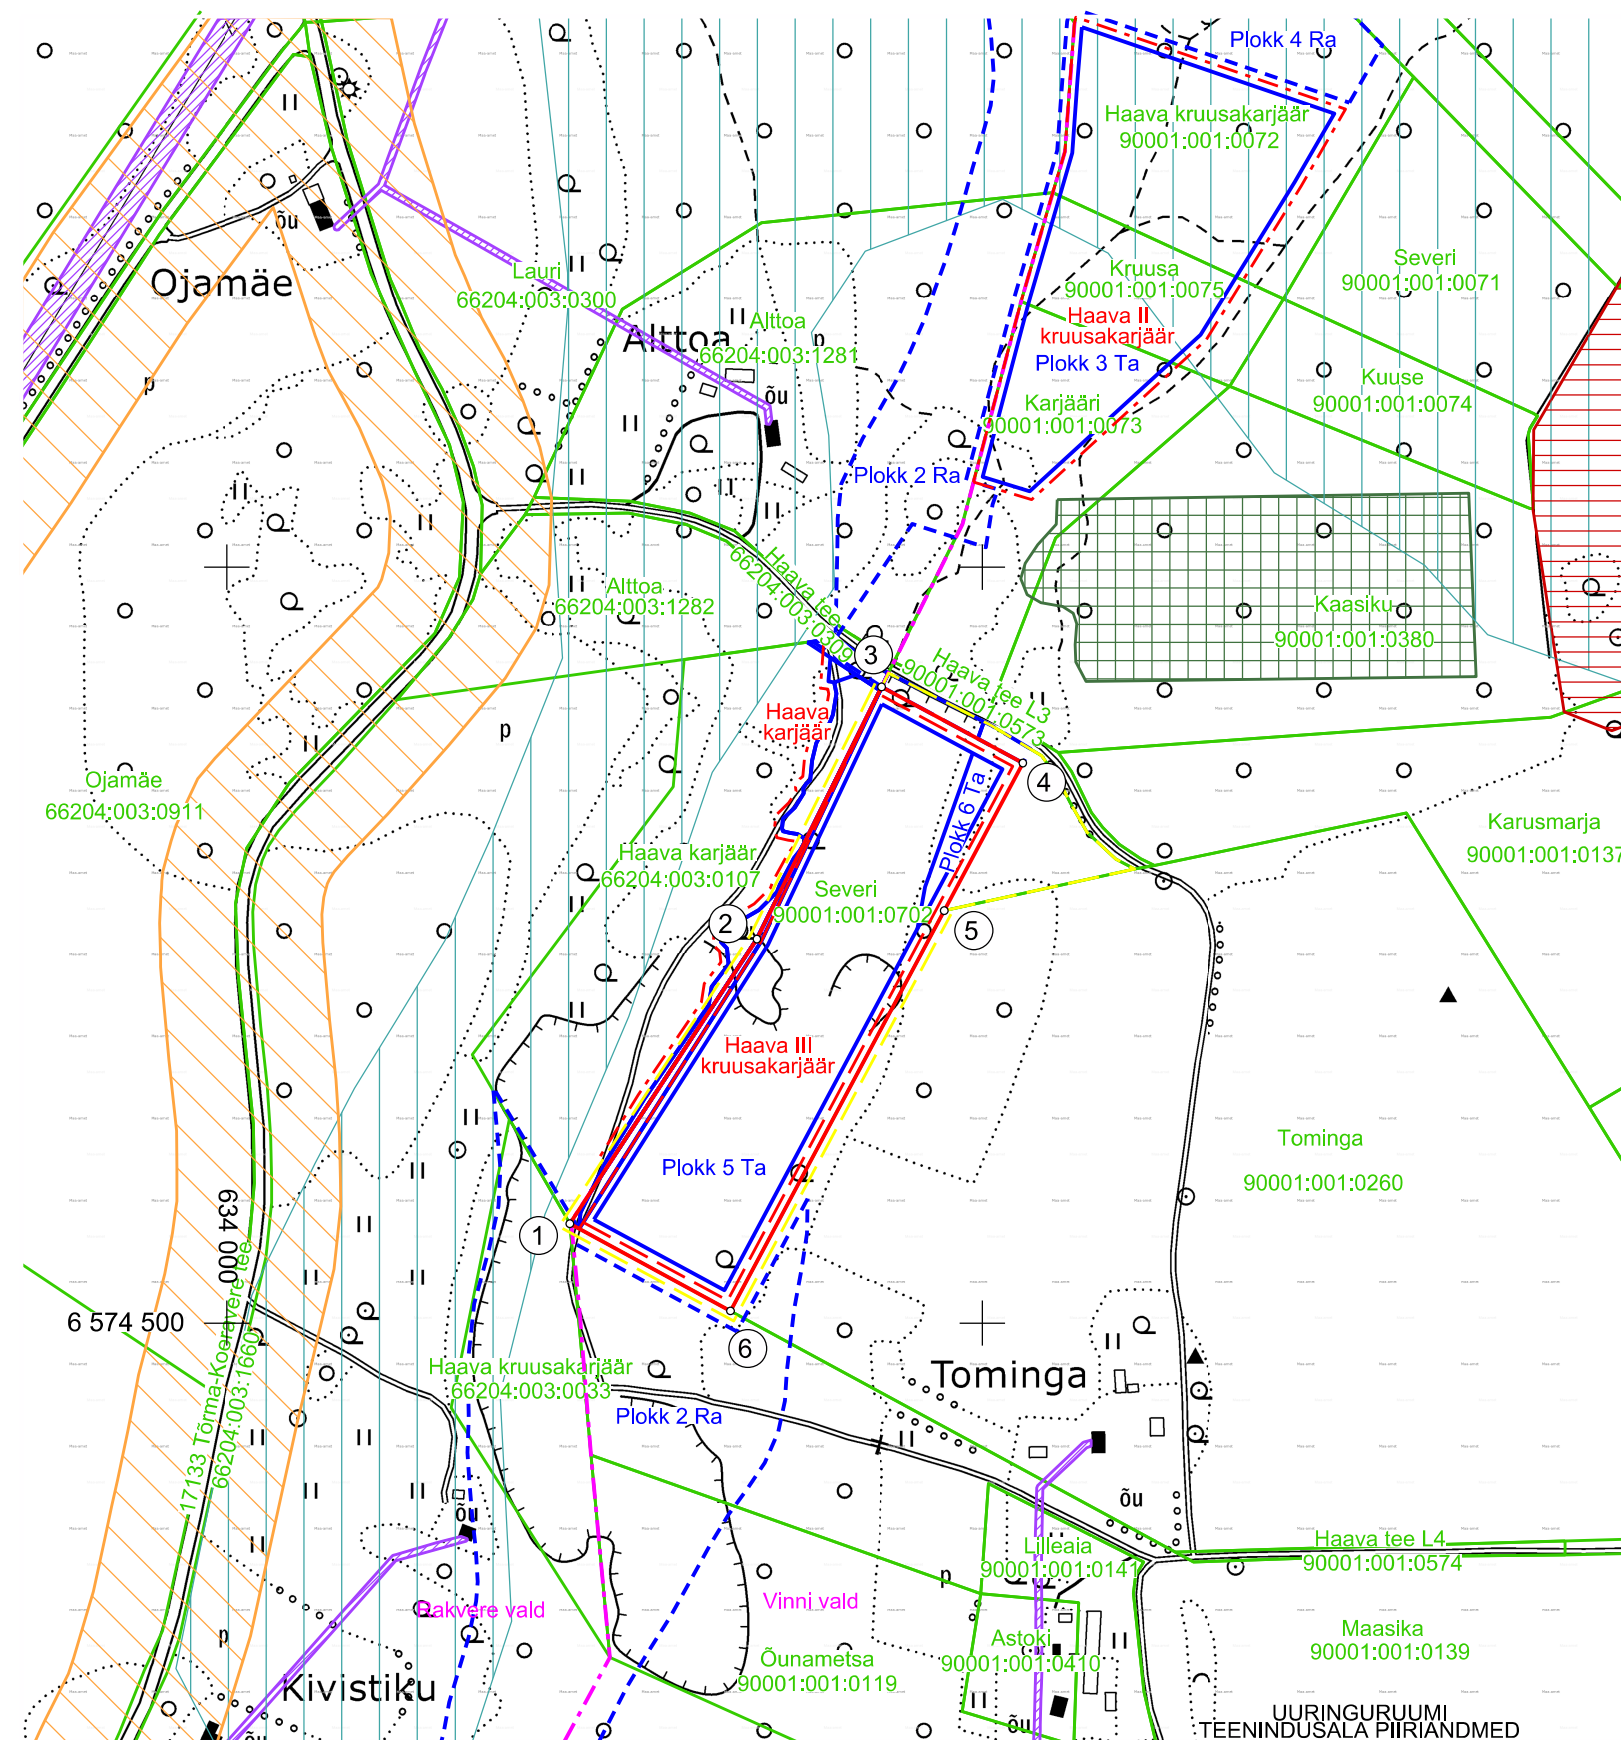 Plokk 4 Ra
Haava kruusakarjäär
90001:001:0072
õu
Ojamäe
Lauri
66204:003:0300
Kruusa
90001:001:0075
Severi
90001:001:0071
Alttoa
Alttoa
66204:003:1281
p
Haava II
kruusakarjäär
Plokk 3 Ta
p
Kuuse
90001:001:0074
õu
Karjääri
90001:001:0073
Plokk 2 Ra
Haava tee
66204:003:0309
Alttoa
66204:003:1282
Kaasiku
90001:001:0380
3
Haava tee L3
90001:001:0573
Haava
karjäär
p
4
Ojamäe
66204:003:0911
Plokk 6 Ta
Karusmarja
90001:001:0137
Haava karjäär
66204:003:0107
Severi
90001:001:0702
2
5
Haava III
kruusakarjäär
Tominga
90001:001:0260
Plokk 5 Ta
1
634 000
6 574 500
6
17133 Tõrma-Kooravere tee
66204:003:1660
Haava kruusakarjäär
66204:003:0033
Tominga
Plokk 2 Ra
õu
õu
Haava tee L4
90001:001:0574
Lilleaia
90001:001:0141
p
Rakvere vald
Vinni vald
p
Astoki
90001:001:0410
Maasika
90001:001:0139
Õunametsa
90001:001:0119
Kivistiku
õu
õu
UURINGURUUMI
TEENINDUSALA PIIRIANDMED